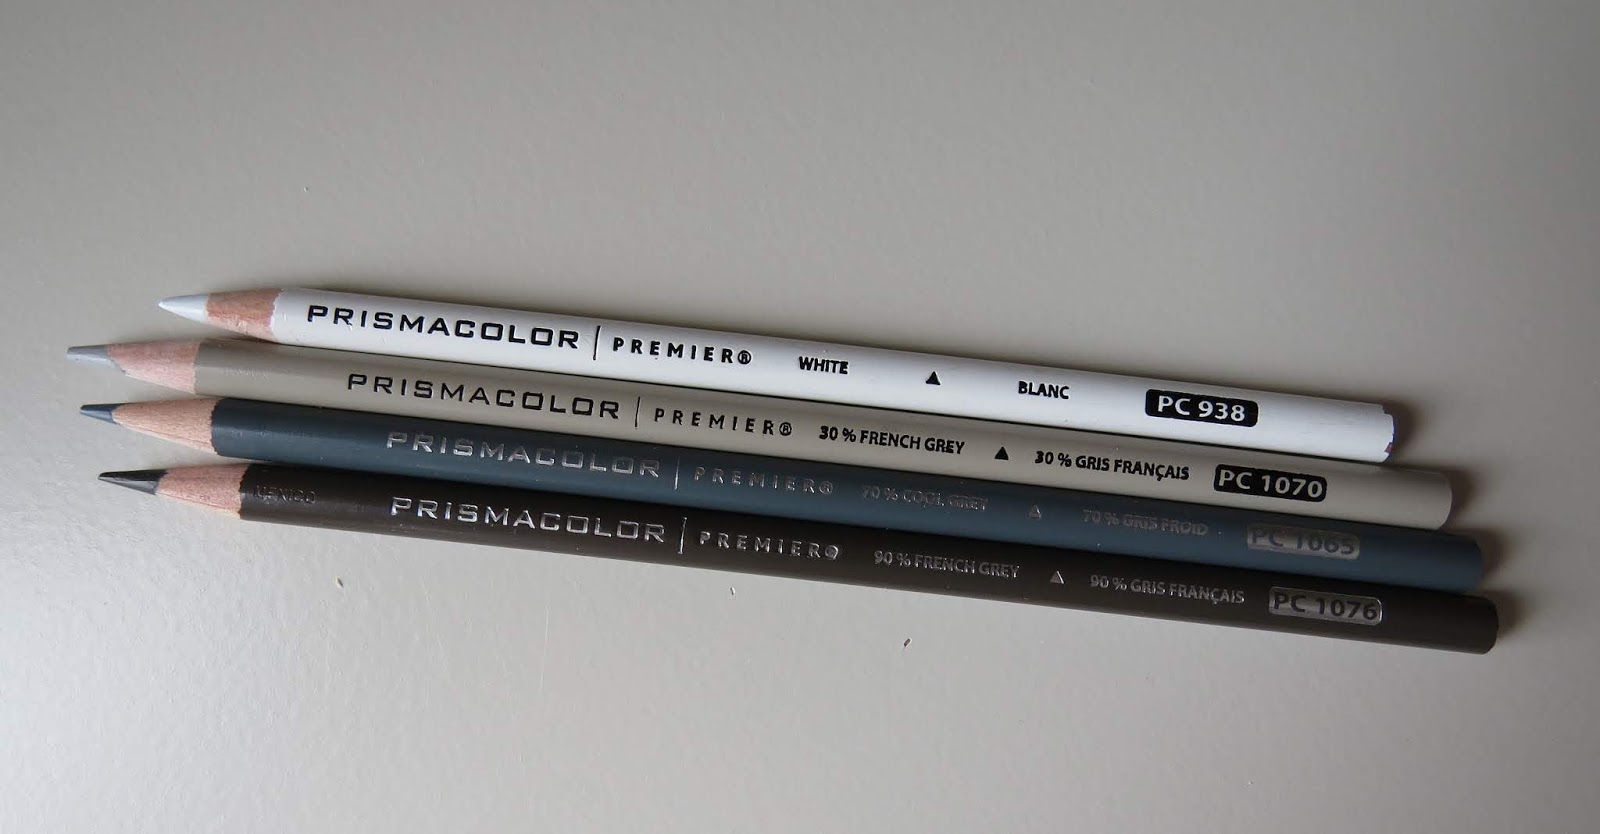 PRISMACOLOR | PREMIER® WHITE ▲ BLANC PC 938
PRISMACOLOR | PREMIER® 30 % FRENCH GREY ▲ 30 % GRIS FRANÇAIS PC 1070
PRISMACOLOR | PREMIER® 70 % COOL GREY ▲ 70 % GRIS FROID PC 1065
MEXICO PRISMACOLOR | PREMIER® 90 % FRENCH GREY ▲ 90 % GRIS FRANÇAIS PC 1076